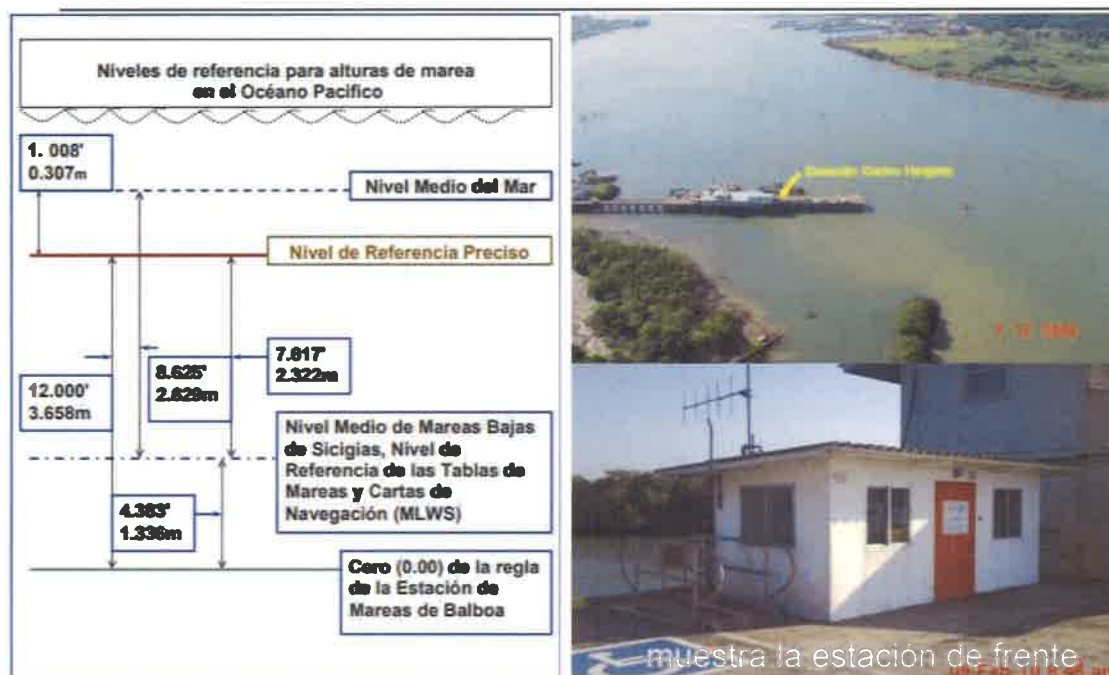 Niveles de referencia para alturas de marea
en el Océano Pacifico
1. 008'
0.307m
Nivel Medio del Mar
Nivel de Referencia Preciso
7.617'
2.322m
8.625'
2.629m
12.000'
3.658m
Nivel Medio de Mareas Bajas
de Sicigias, Nivel de
Referencia de las Tablas de
Mareas y Cartas de
Navegación (MLWS)
4.383'
1.336m
Cero (0.00) de la regla
de la Estación de
Mareas de Balboa
muestra la estación de frente